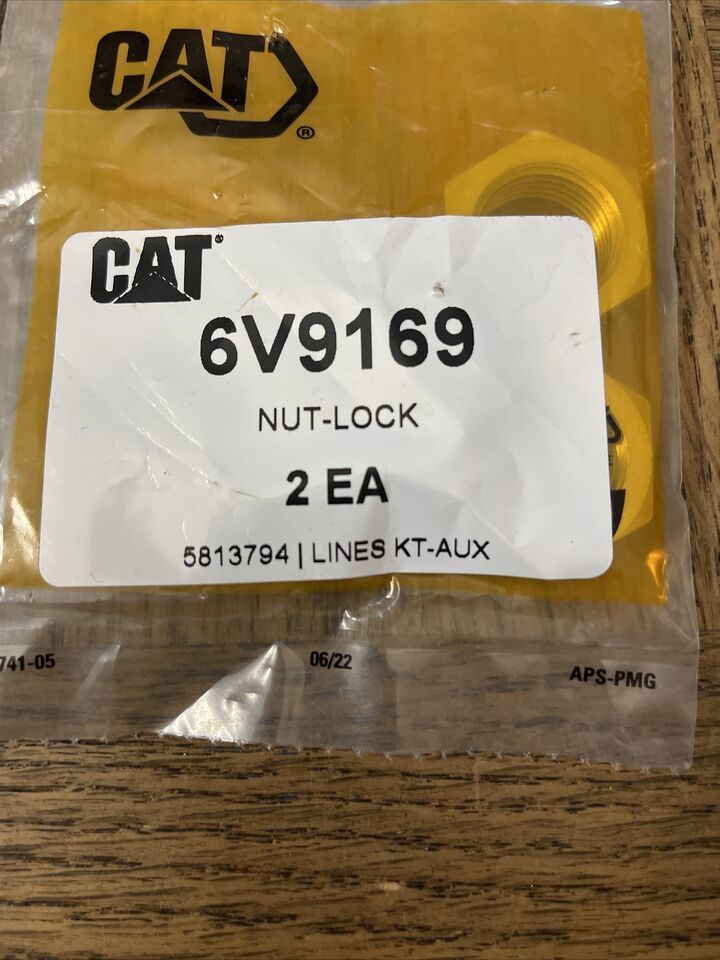 CAT®
CAT®
6V9169
NUT-LOCK
2 EA
5813794 | LINES KT-AUX
741-05 06/22 APS-PMG